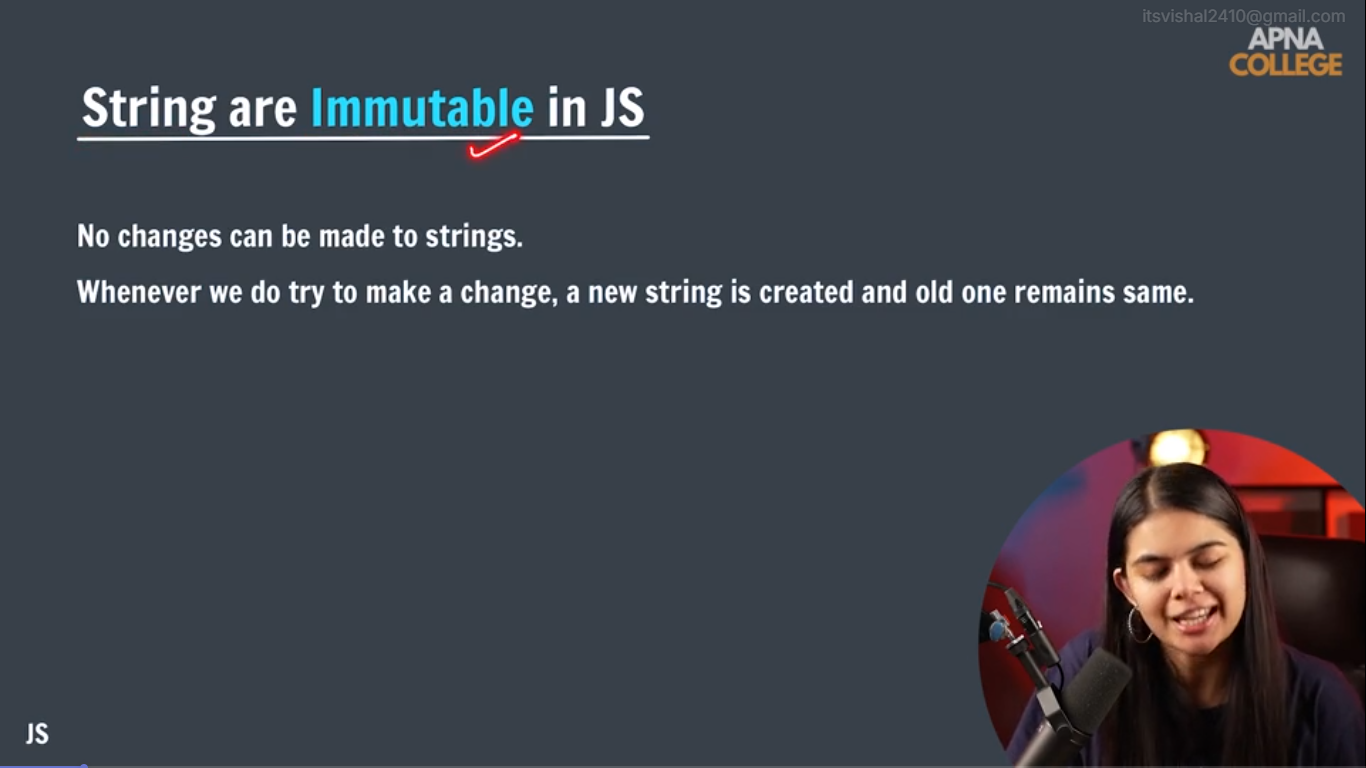 itsvishal2410@gmail.com
APNA
COLLEGE
String are Immutable in JS
No changes can be made to strings.
Whenever we do try to make a change, a new string is created and old one remains same.
JS